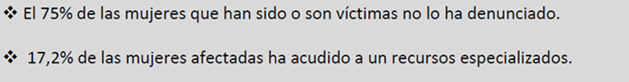 ❖ El 75% de las mujeres que han sido o son víctimas no lo ha denunciado.
❖ 17,2% de las mujeres afectadas ha acudido a un recursos especializados.